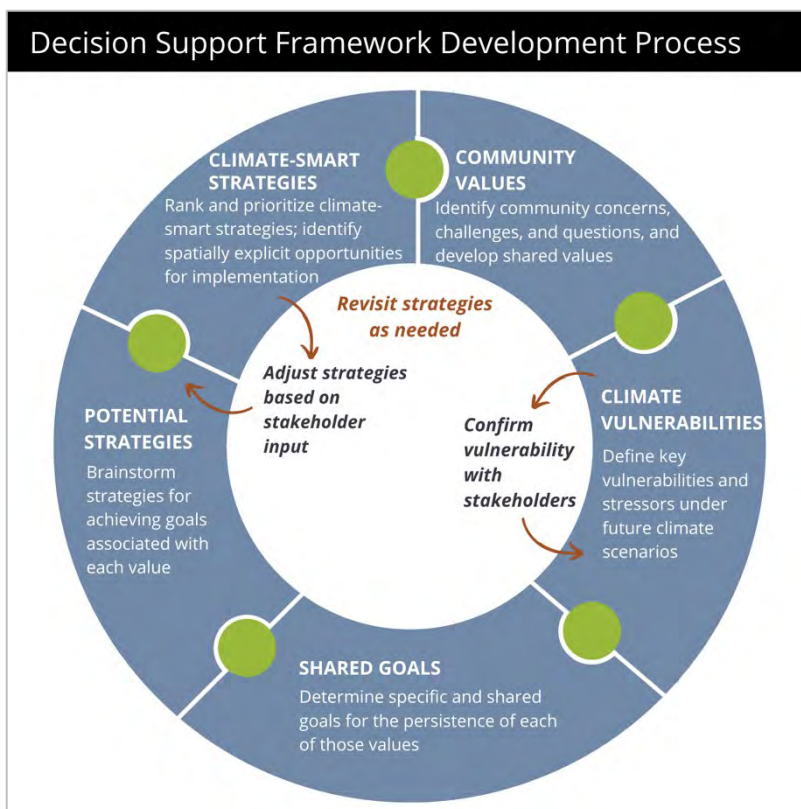 Decision Support Framework Development Process
CLIMATE-SMART
STRATEGIES
Rank and prioritize climate-
smart strategies; identify
spatially explicit opportunities
for implementation
COMMUNITY
VALUES
Identify community concerns,
challenges, and questions, and
develop shared values
Revisit strategies
as needed
Adjust strategies
based on
stakeholder
input
Confirm
vulnerability
with
stakeholders
CLIMATE
VULNERABILITIES
Define key
vulnerabilities and
stressors under
future climate
scenarios
POTENTIAL
STRATEGIES
Brainstorm
strategies for
achieving goals
associated with
each value
SHARED GOALS
Determine specific and shared
goals for the persistence of each
of those values